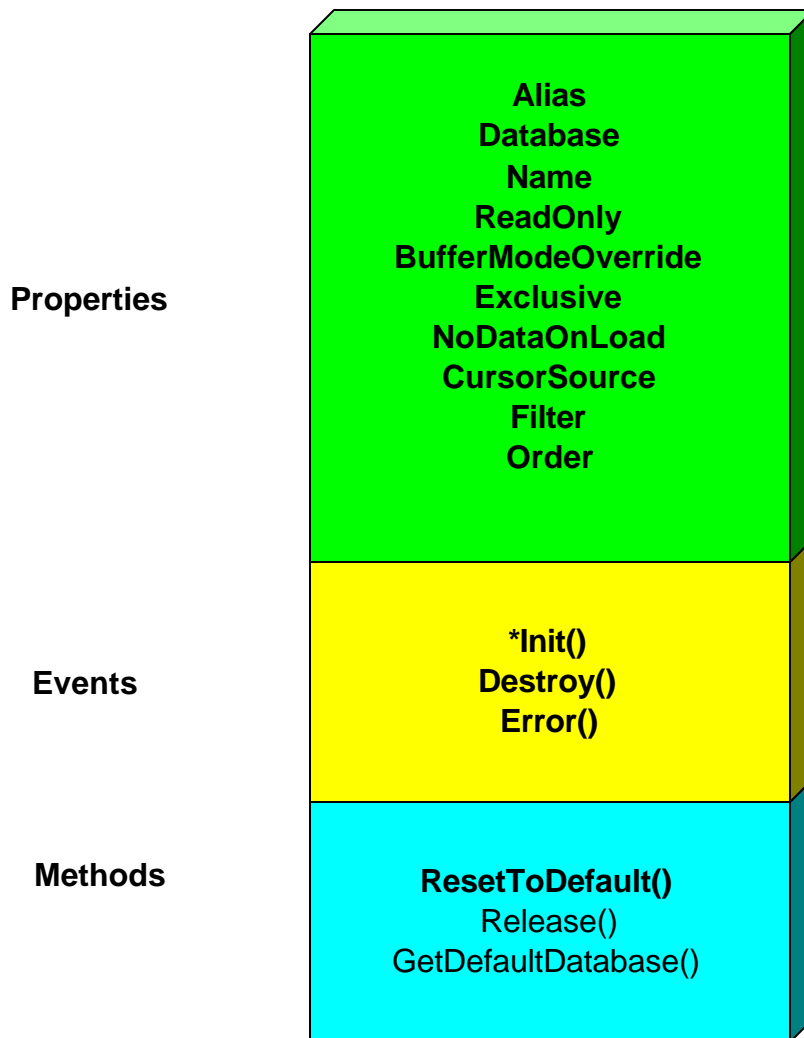 Properties
Alias
Database
Name
ReadOnly
BufferModeOverride
Exclusive
NoDataOnLoad
CursorSource
Filter
Order
Events
*Init()
Destroy()
Error()
Methods
ResetToDefault()
Release()
GetDefaultDatabase()